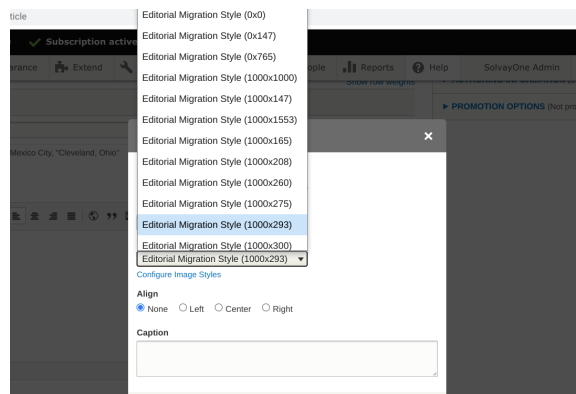 ticle
Subscription active
arance
Extend
ople
Reports
Help
SolvayOne Admin
Show row weights
PROMOTION OPTIONS (Not pro
Mexico City, "Cleveland, Ohio"
Editorial Migration Style (0x0)
Editorial Migration Style (0x147)
Editorial Migration Style (0x765)
Editorial Migration Style (1000x1000)
Editorial Migration Style (1000x147)
Editorial Migration Style (1000x1553)
Editorial Migration Style (1000x165)
Editorial Migration Style (1000x208)
Editorial Migration Style (1000x260)
Editorial Migration Style (1000x275)
Editorial Migration Style (1000x293)
Editorial Migration Style (1000x300)
Editorial Migration Style (1000x293)
Configure Image Styles
Align
None Left Center Right
Caption